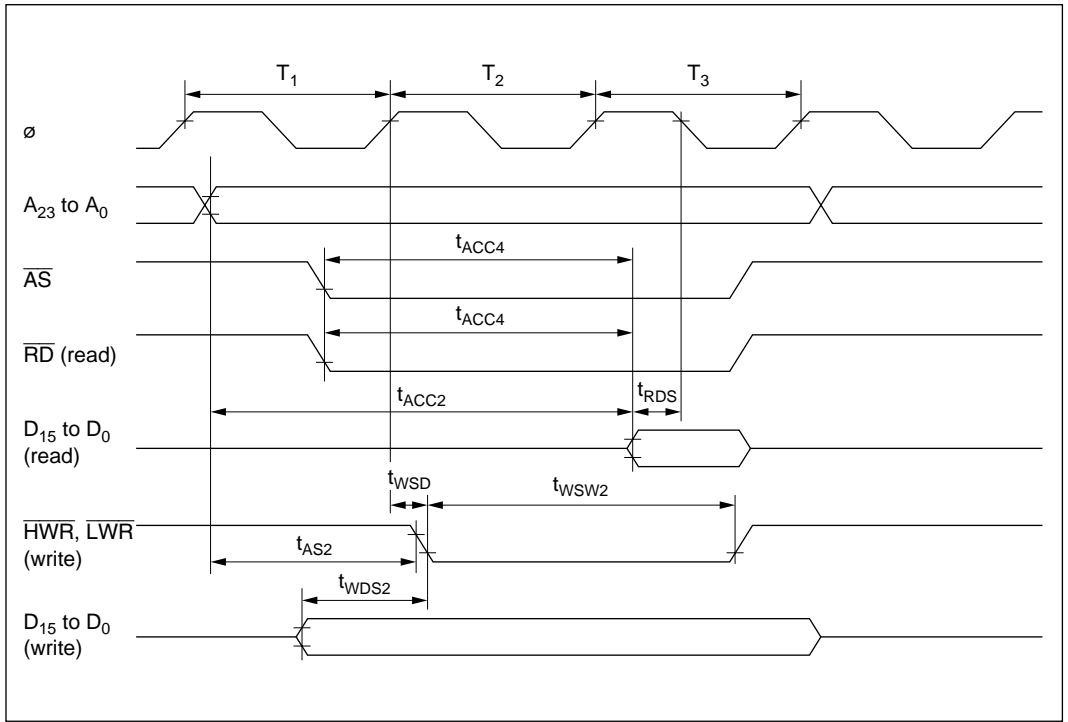 T1 T2 T3
ø
A23 to A0
tACC4
AS
tACC4
RD (read)
tACC2 tRDS
D15 to D0
(read)
tWSD tWSW2
HWR, LWR
(write)
tAS2
tWDS2
D15 to D0
(write)